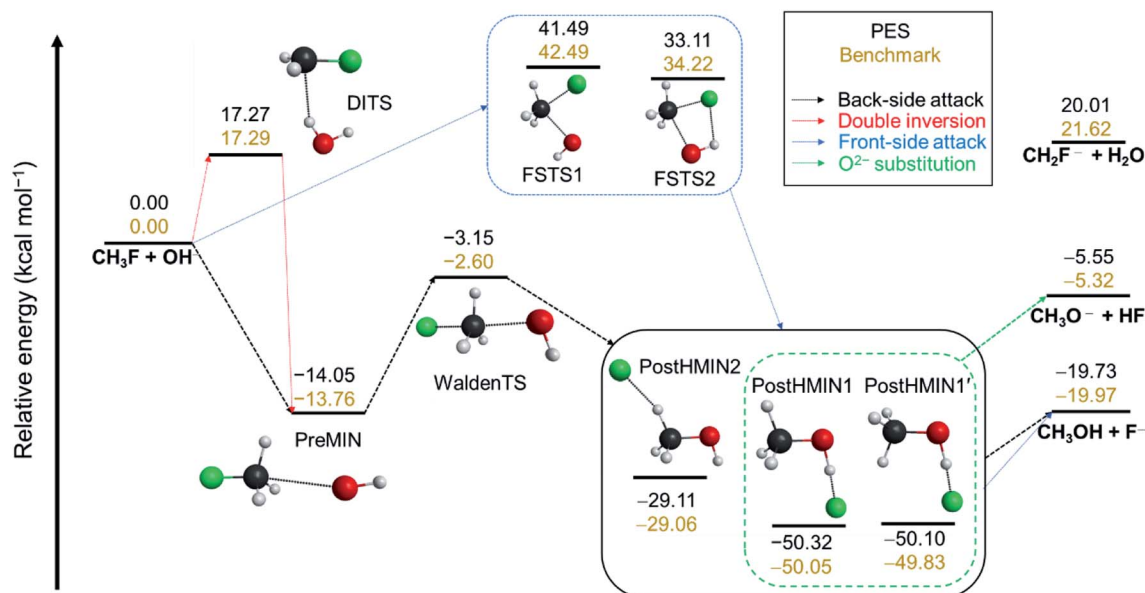 Relative energy (kcal mol⁻¹)
0.00
0.00
CH₃F + OH⁻
17.27
17.29
DITS
−14.05
−13.76
PreMIN
−3.15
−2.60
WaldenTS
41.49
42.49
FSTS1
33.11
34.22
FSTS2
PES
Benchmark
Back-side attack
Double inversion
Front-side attack
O²⁻ substitution
PostHMIN2
−29.11
−29.06
PostHMIN1
−50.32
−50.05
PostHMIN1′
−50.10
−49.83
20.01
21.62
CH₂F⁻ + H₂O
−5.55
−5.32
CH₃O⁻ + HF
−19.73
−19.97
CH₃OH + F⁻